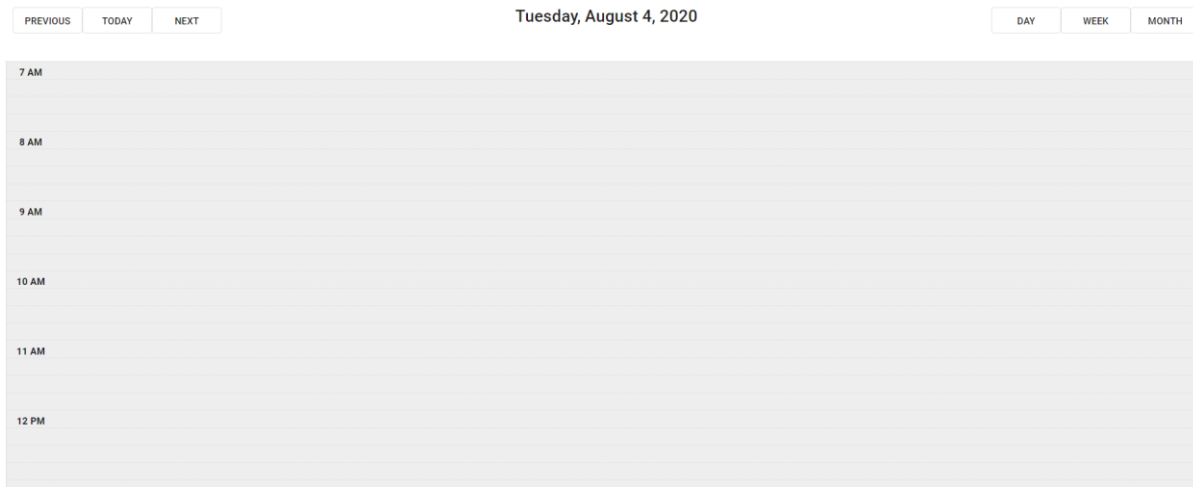 PREVIOUS TODAY NEXT Tuesday, August 4, 2020 DAY WEEK MONTH
7 AM
8 AM
9 AM
10 AM
11 AM
12 PM